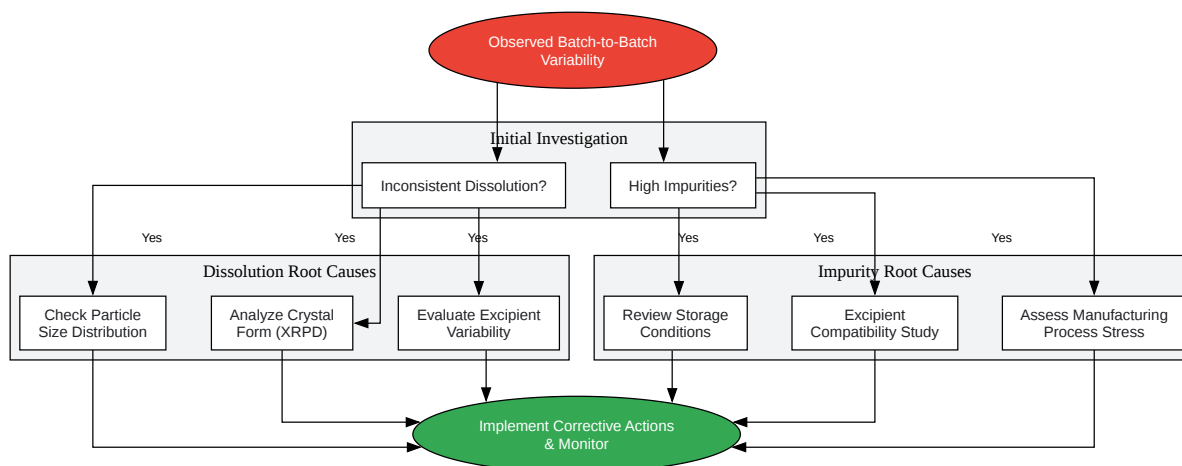 Observed Batch-to-Batch
Variability
Initial Investigation
Inconsistent Dissolution?
High Impurities?
Yes
Yes
Yes
Yes
Yes
Yes
Dissolution Root Causes
Impurity Root Causes
Check Particle
Size Distribution
Analyze Crystal
Form (XRPD)
Evaluate Excipient
Variability
Review Storage
Conditions
Excipient
Compatibility Study
Assess Manufacturing
Process Stress
Implement Corrective Actions
& Monitor